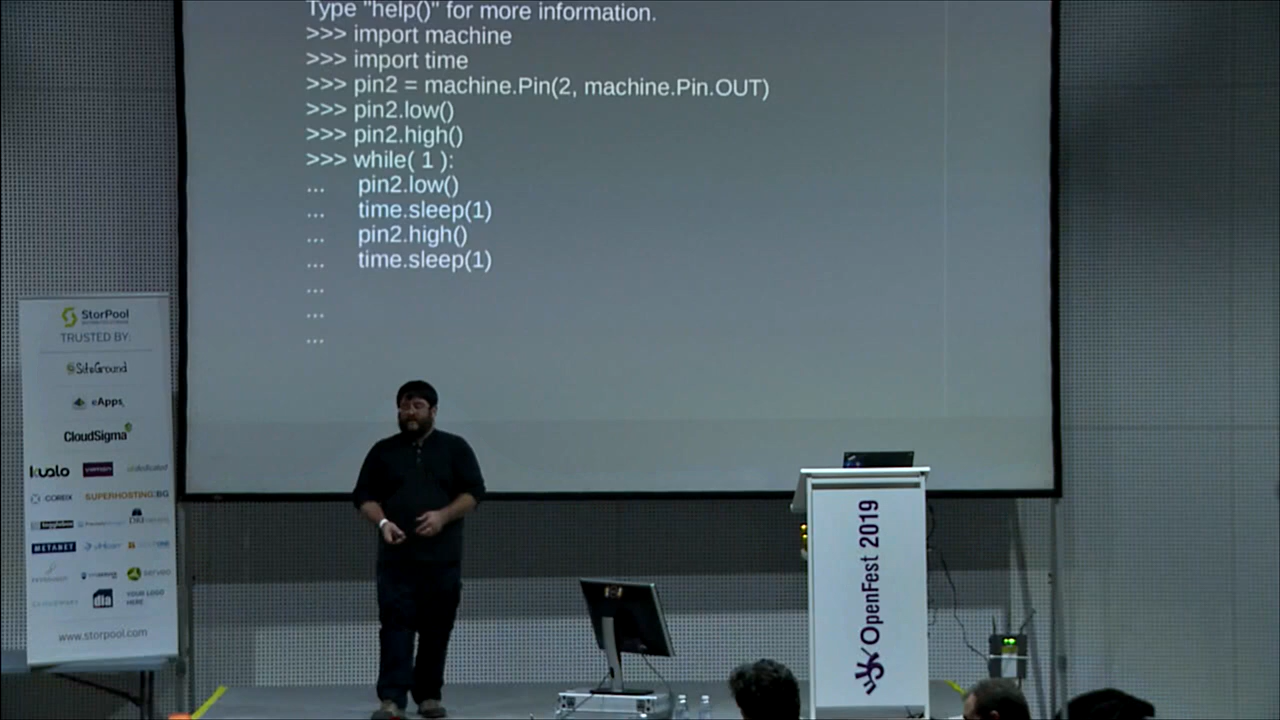 Type "help()" for more information.
>>> import machine
>>> import time
>>> pin2 = machine.Pin(2, machine.Pin.OUT)
>>> pin2.low()
>>> pin2.high()
>>> while( 1 ):
... pin2.low()
... time.sleep(1)
... pin2.high()
... time.sleep(1)
...
...
...
StorPool
TRUSTED BY:
SiteGround
eApps
CloudSigma
kualo
COREIX SUPERHOSTING.BG
METANET
dia YOUR LOGO HERE
www.storpool.com
OpenFest 2019